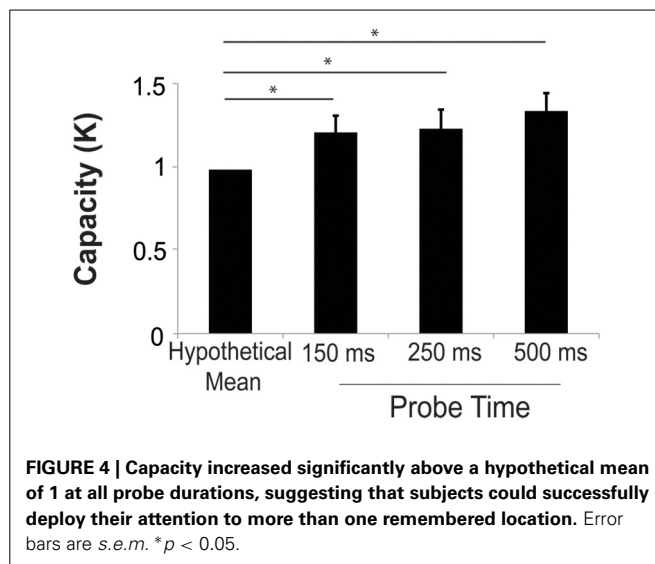 *
*
*
1.5
1
0.5
0
Capacity (K)
Hypothetical
Mean
150 ms
250 ms
500 ms
Probe Time
FIGURE 4 | Capacity increased significantly above a hypothetical mean
of 1 at all probe durations, suggesting that subjects could successfully
deploy their attention to more than one remembered location. Error
bars are s.e.m. *p < 0.05.